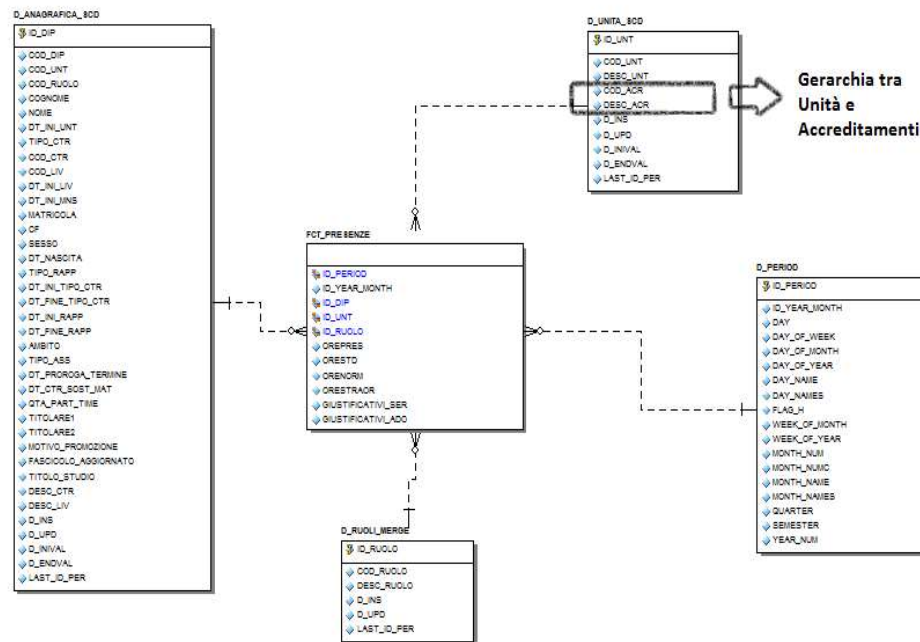 D_ANAGRAFICA_SCD
ID_DIP
COD_DIP
COD_UNT
COD_RUOLO
COGNOME
NOME
DT_INI_UNT
TIPO_CTR
COD_CTR
COD_LIV
DT_INI_LIV
DT_INI_MNS
MATRICOLA
CF
SESSO
DT_NASCITA
TIPO_RAPP
DT_INI_TIPO_CTR
DT_FINE_TIPO_CTR
DT_INI_RAPP
DT_FINE_RAPP
AMBITO
TIPO_ASS
DT_PROROGA_TERMINE
DT_CTR_SOST_MAT
QTA_PART_TIME
TITOLARE1
TITOLARE2
MOTIVO_PROMOZIONE
FASCICOLO_AGGIORNATO
TITOLO_STUDIO
DESC_CTR
DESC_LIV
D_INS
D_UPD
D_INIVAL
D_ENDVAL
LAST_ID_PER
D_UNITA_SCD
ID_UNT
COD_UNT
DESC_UNT
COD_ACR
DESC_ACR
D_INS
D_UPD
D_INIVAL
D_ENDVAL
LAST_ID_PER
Gerarchia tra
Unità e
Accreditamenti
FCT_PRESENZE
ID_PERIOD
ID_YEAR_MONTH
ID_DIP
ID_UNT
ID_RUOLO
OREPRES
ORESTD
ORENORM
ORESTRAOR
GIUSTIFICATIVI_SER
GIUSTIFICATIVI_ADO
D_PERIOD
ID_PERIOD
ID_YEAR_MONTH
DAY
DAY_OF_WEEK
DAY_OF_MONTH
DAY_OF_YEAR
DAY_NAME
DAY_NAMES
FLAG_H
WEEK_OF_MONTH
WEEK_OF_YEAR
MONTH_NUM
MONTH_NUMC
MONTH_NAME
MONTH_NAMES
QUARTER
SEMESTER
YEAR_NUM
D_RUOLI_MERGE
ID_RUOLO
COD_RUOLO
DESC_RUOLO
D_INS
D_UPD
LAST_ID_PER